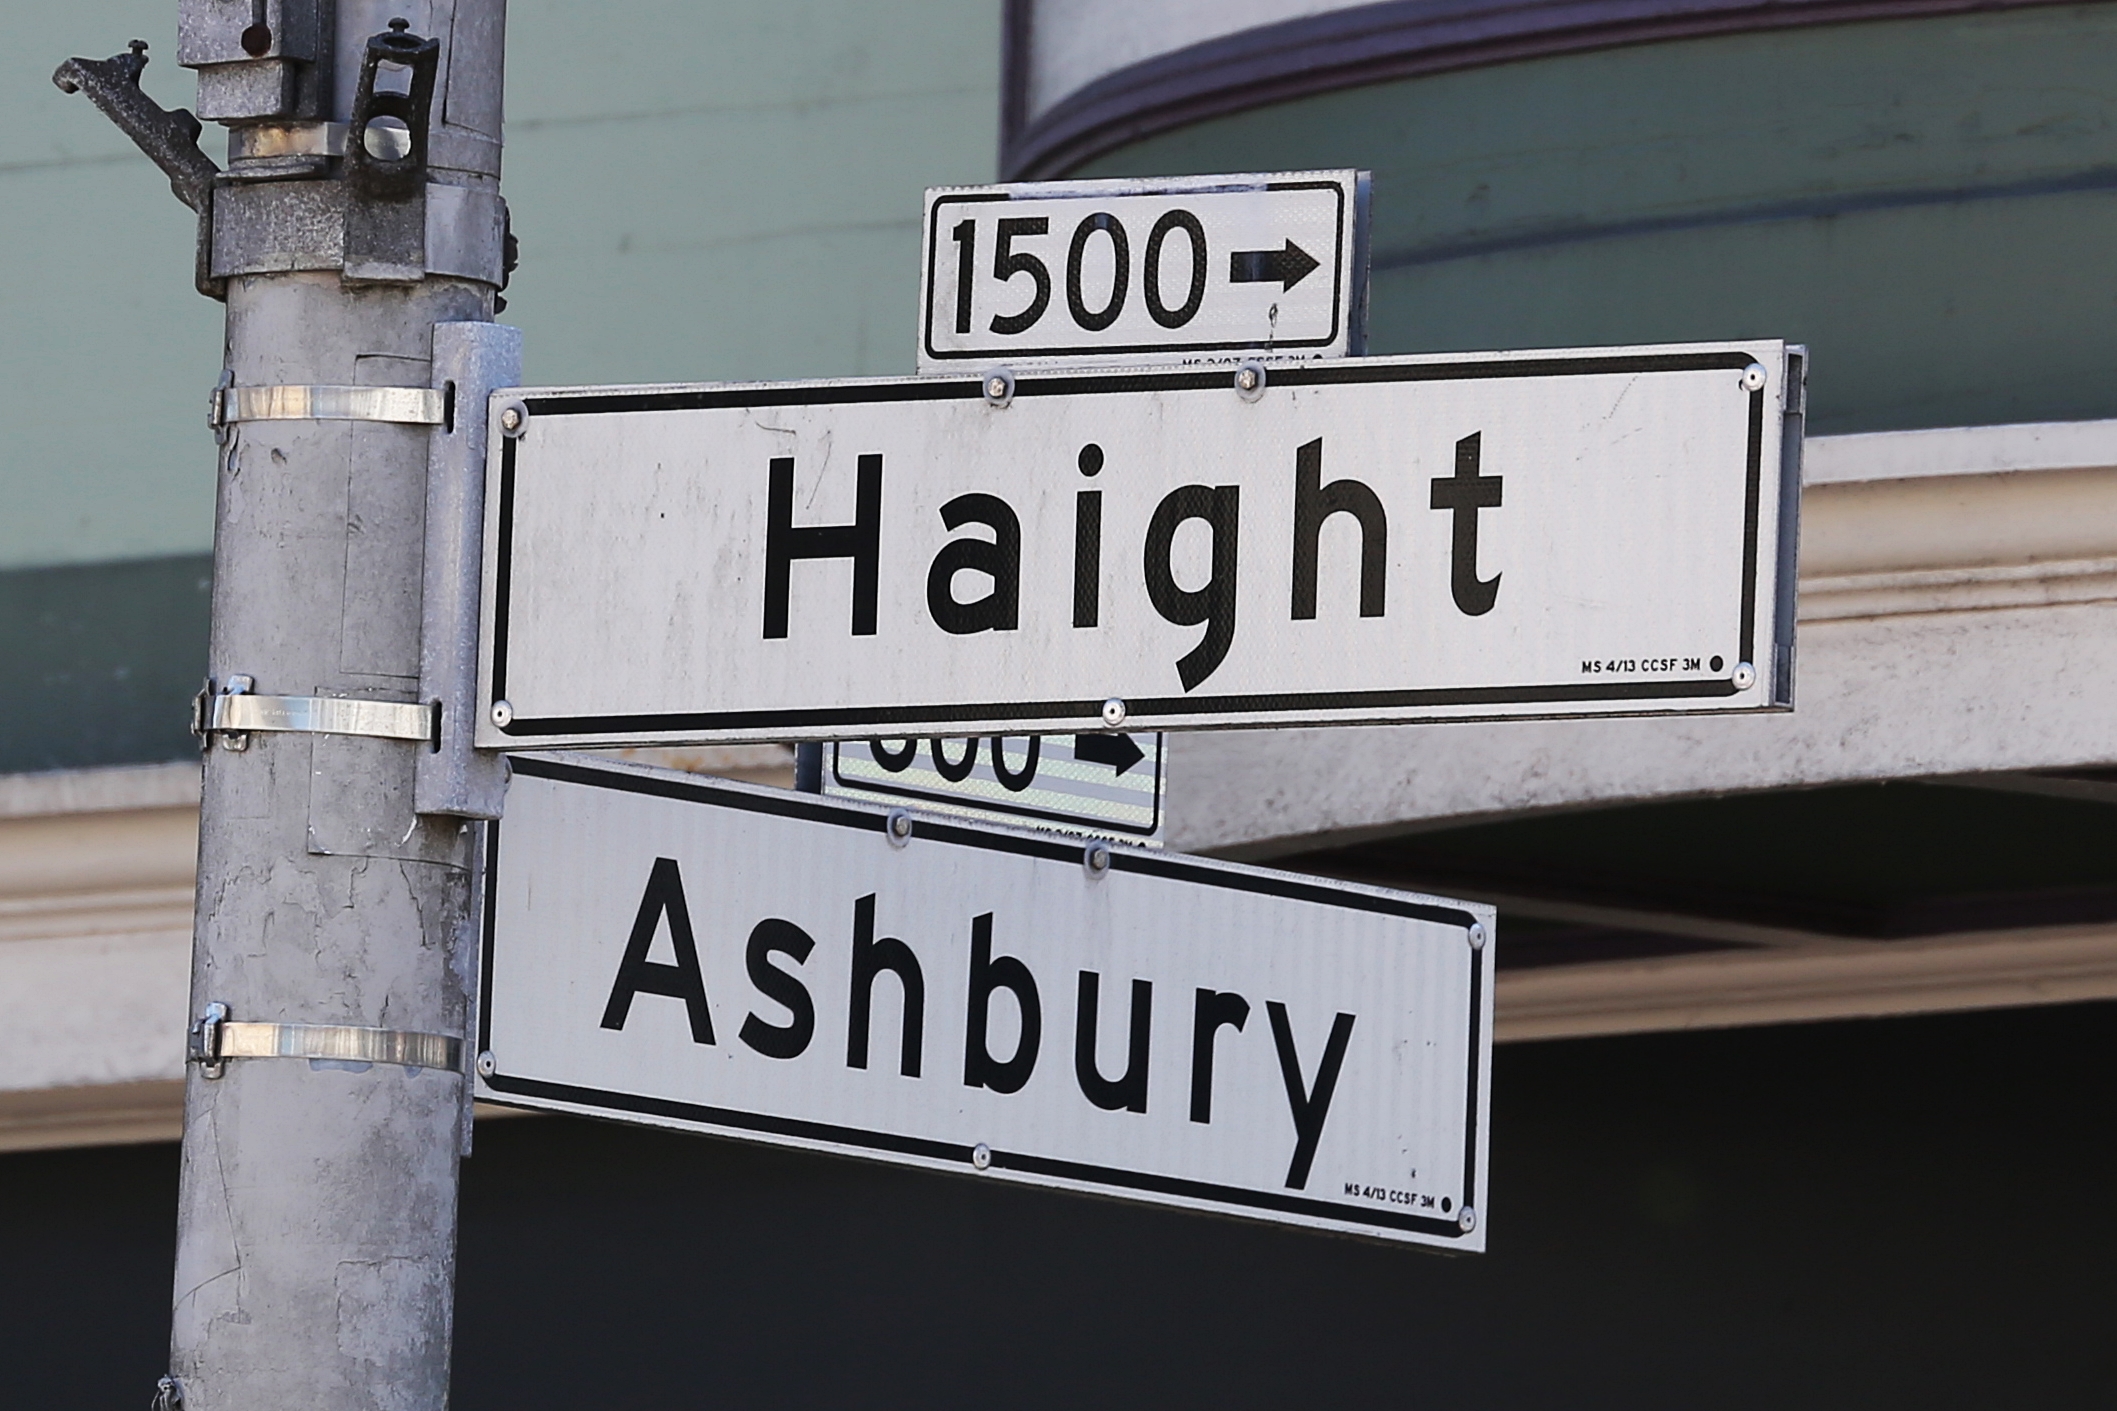 1500
Haight
MS 4/13 CCSF 3M
Ashbury
MS 4/13 CCSF 3M